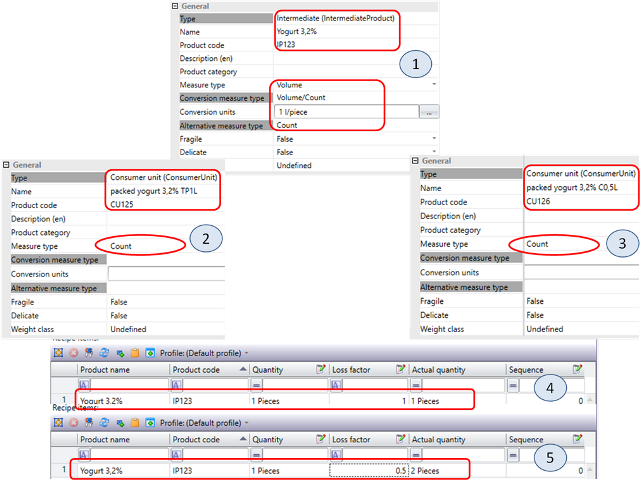 General
Type Intermediate (IntermediateProduct)
Name Yogurt 3,2%
Product code IP123
Description (en)
Product category
Measure type Volume
Conversion measure type Volume/Count
Conversion units 1 l/piece ...
Alternative measure type Count
Fragile False
Delicate False
Undefined
1
General
Type Consumer unit (ConsumerUnit)
Name packed yogurt 3,2% TP1L
Product code CU125
Description (en)
Product category
Measure type Count
Conversion measure type
Conversion units
Alternative measure type
Fragile False
Delicate False
Weight class Undefined
2
General
Type Consumer unit (ConsumerUnit)
Name packed yogurt 3,2% C0,5L
Product code CU126
Description (en)
Product category
Measure type Count
Conversion measure type
Conversion units
Alternative measure type
Fragile False
Delicate False
Weight class Undefined
3
Recipe items:
Profile: (Default profile)
Product name Product code Quantity Loss factor Actual quantity Sequence
A A = = = =
1 Yogurt 3.2% IP123 1 Pieces 1 1 Pieces 0
4
Recipe items:
Profile: (Default profile)
Product name Product code Quantity Loss factor Actual quantity Sequence
A A = = = =
1 Yogurt 3,2% IP123 1 Pieces 0.5 2 Pieces 0
5